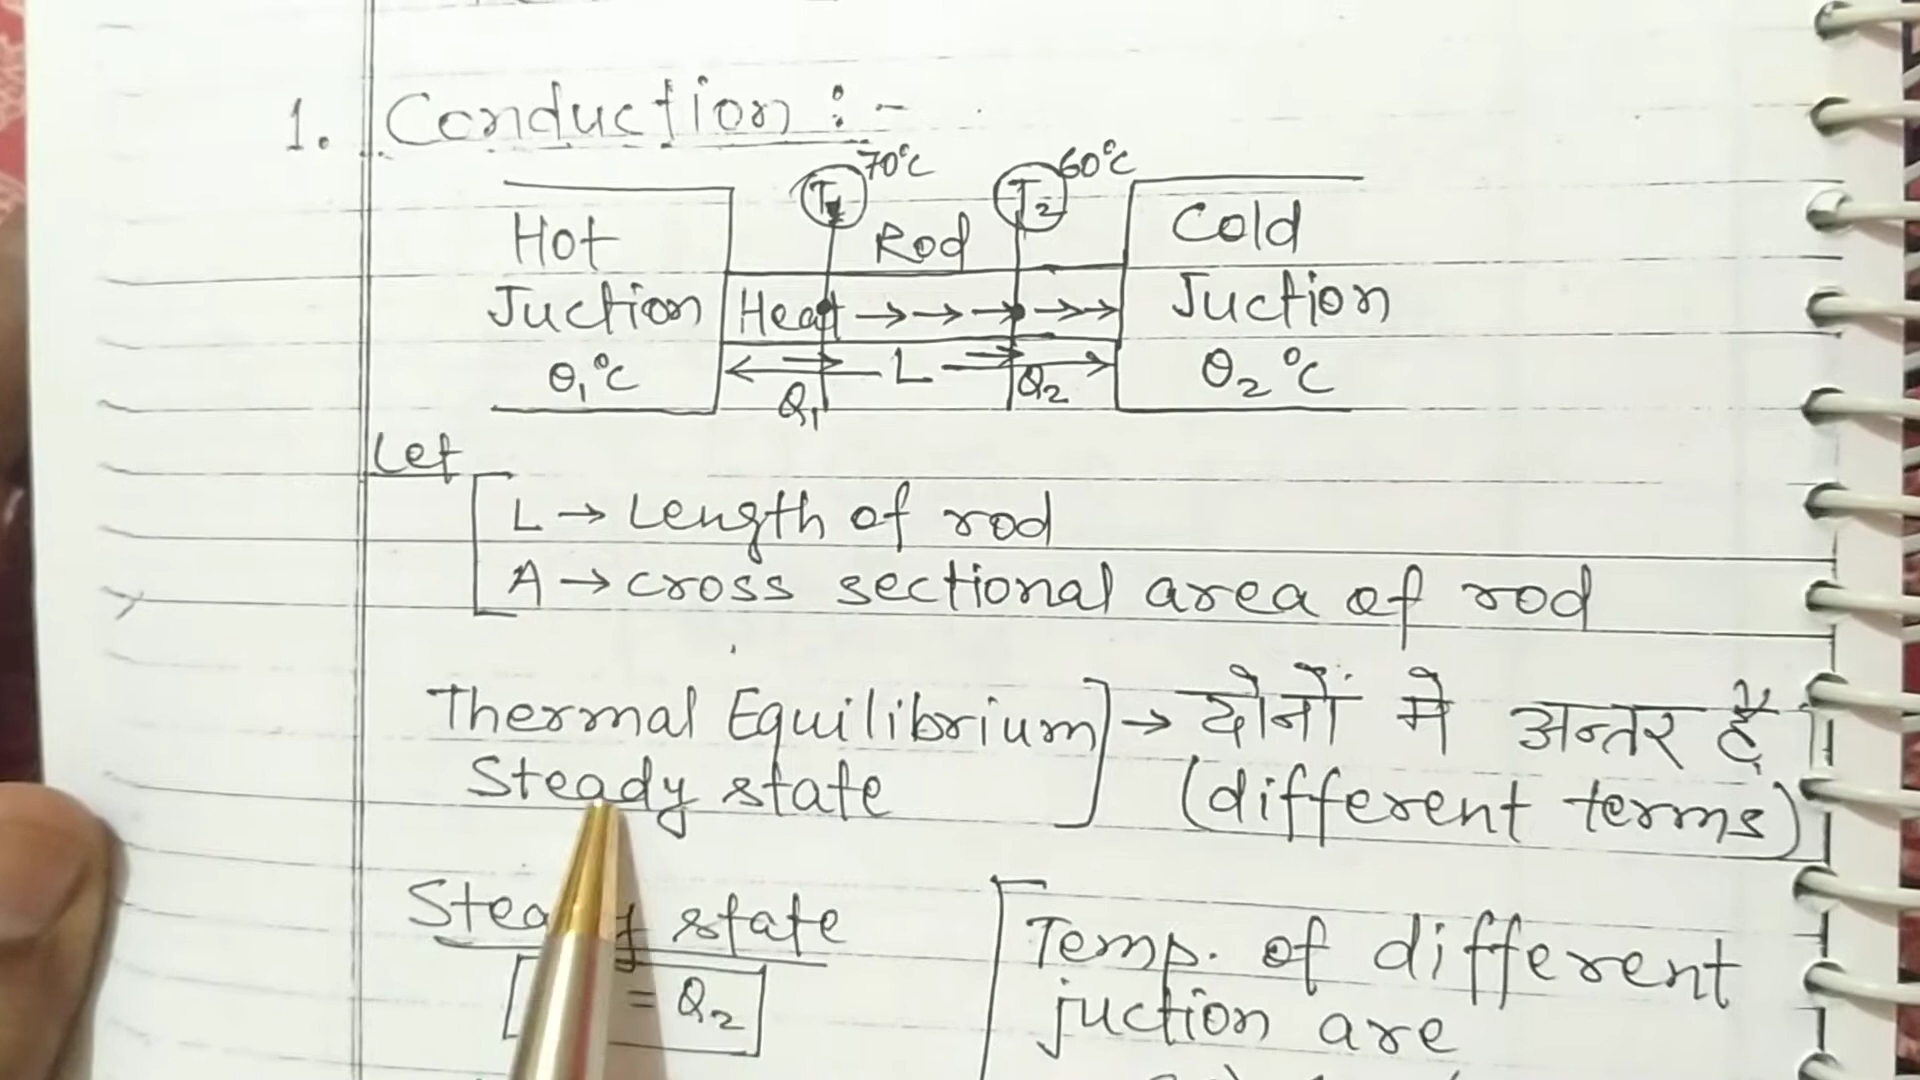 1. Conduction :-
70°C 60°C
T1 T2
Hot Rod Cold
Juction Heat Juction
θ1°C L θ2 °C
Q1 Q2
Let
L → Length of rod
A → cross sectional area of rod
Thermal Equilibrium → दोनों मे अन्तर है
Steady state (different terms)
state Temp. of different
= Q2 juction are